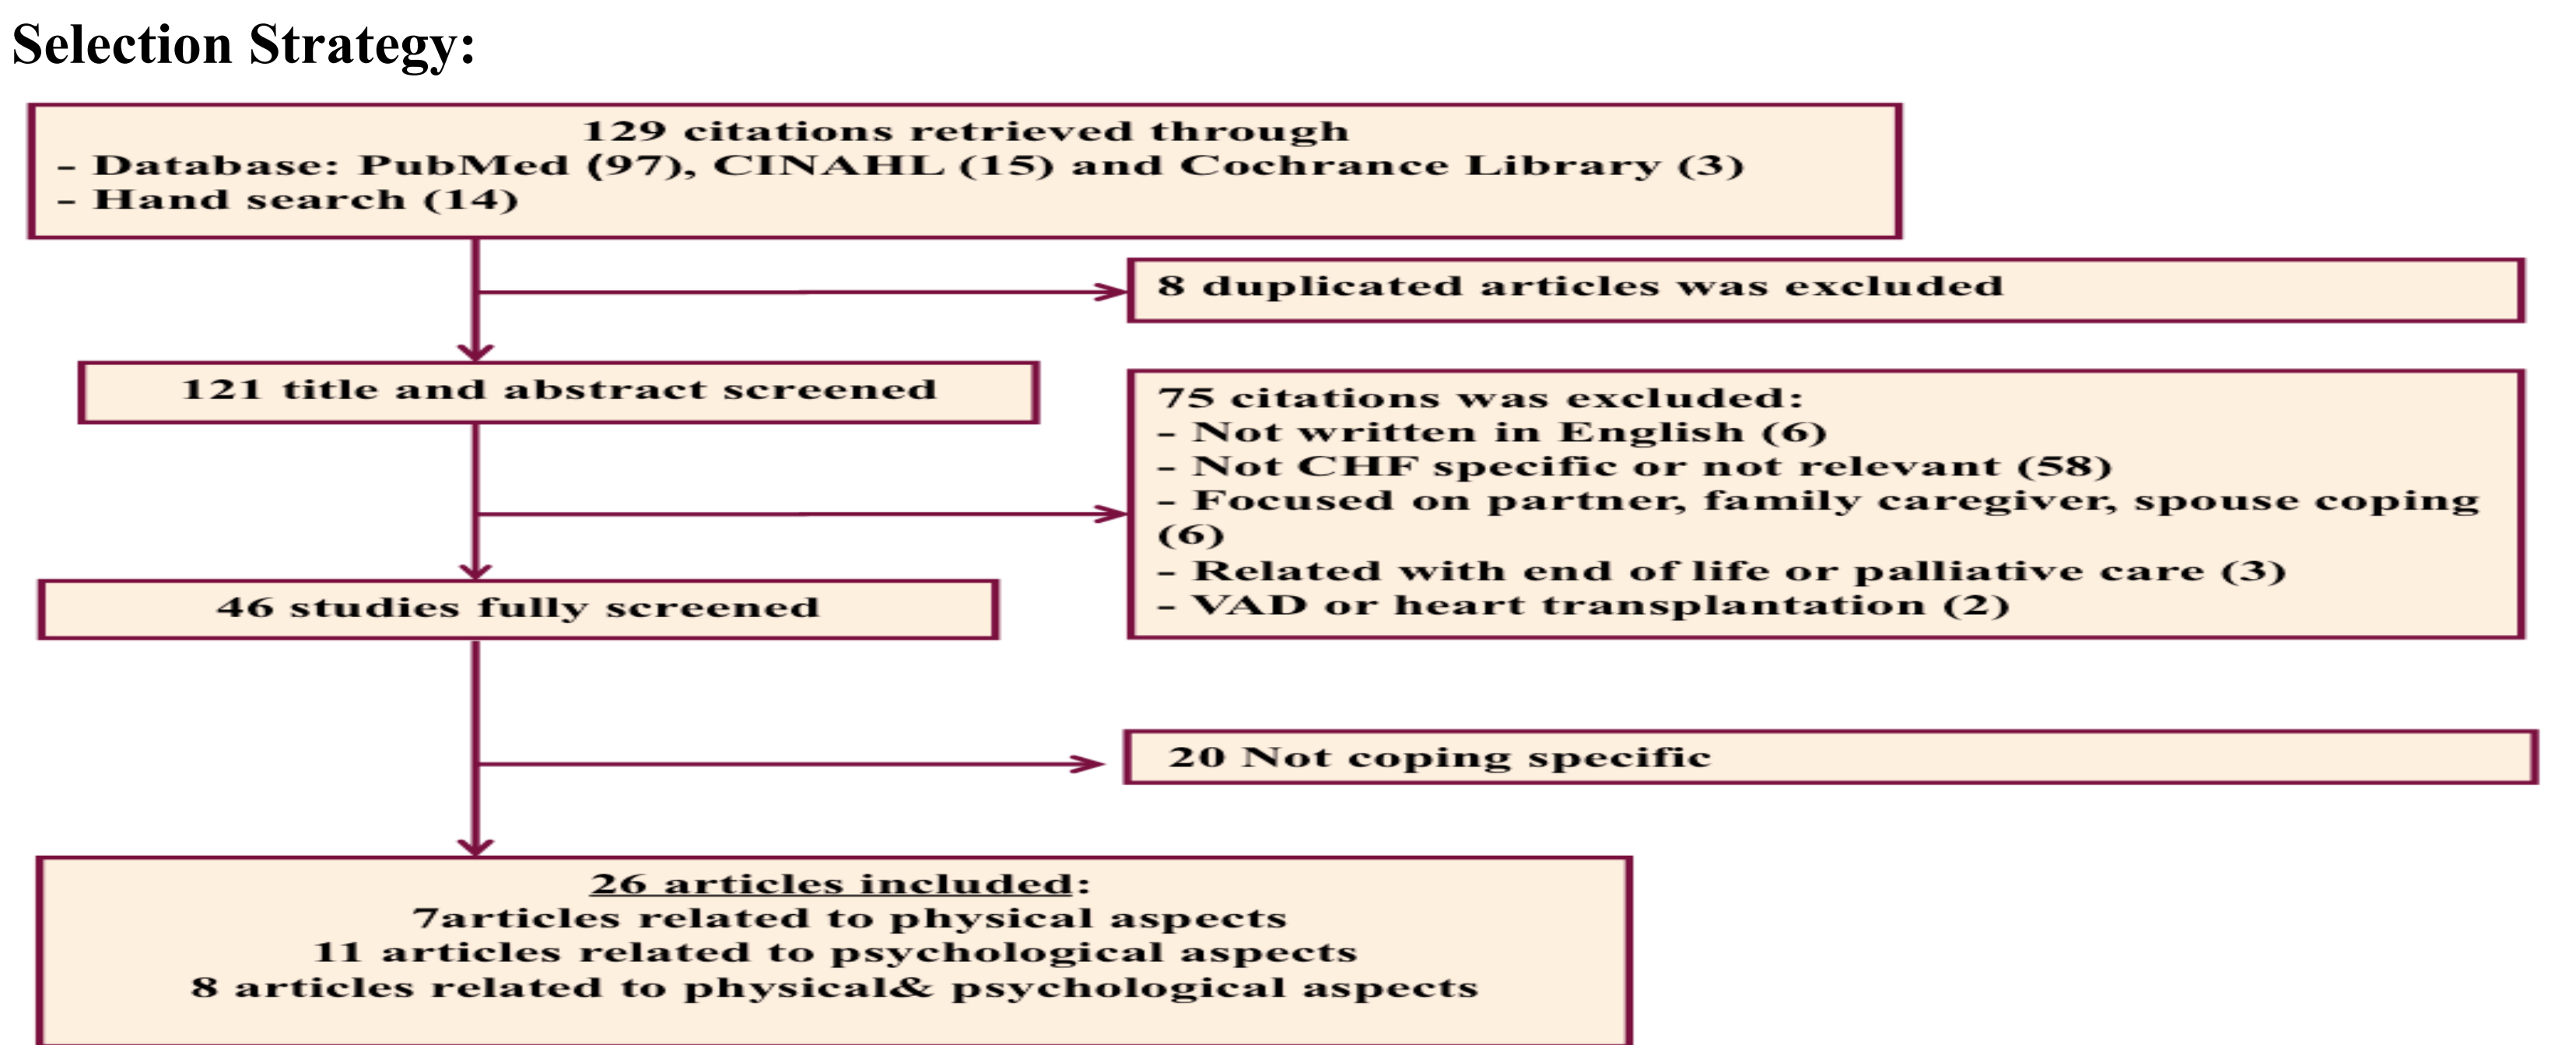 Selection Strategy:
129 citations retrieved through
- Database: PubMed (97), CINAHL (15) and Cochrance Library (3)
- Hand search (14)
8 duplicated articles was excluded
121 title and abstract screened
75 citations was excluded:
- Not written in English (6)
- Not CHF specific or not relevant (58)
- Focused on partner, family caregiver, spouse coping
(6)
- Related with end of life or palliative care (3)
- VAD or heart transplantation (2)
46 studies fully screened
20 Not coping specific
26 articles included:
7articles related to physical aspects
11 articles related to psychological aspects
8 articles related to physical& psychological aspects